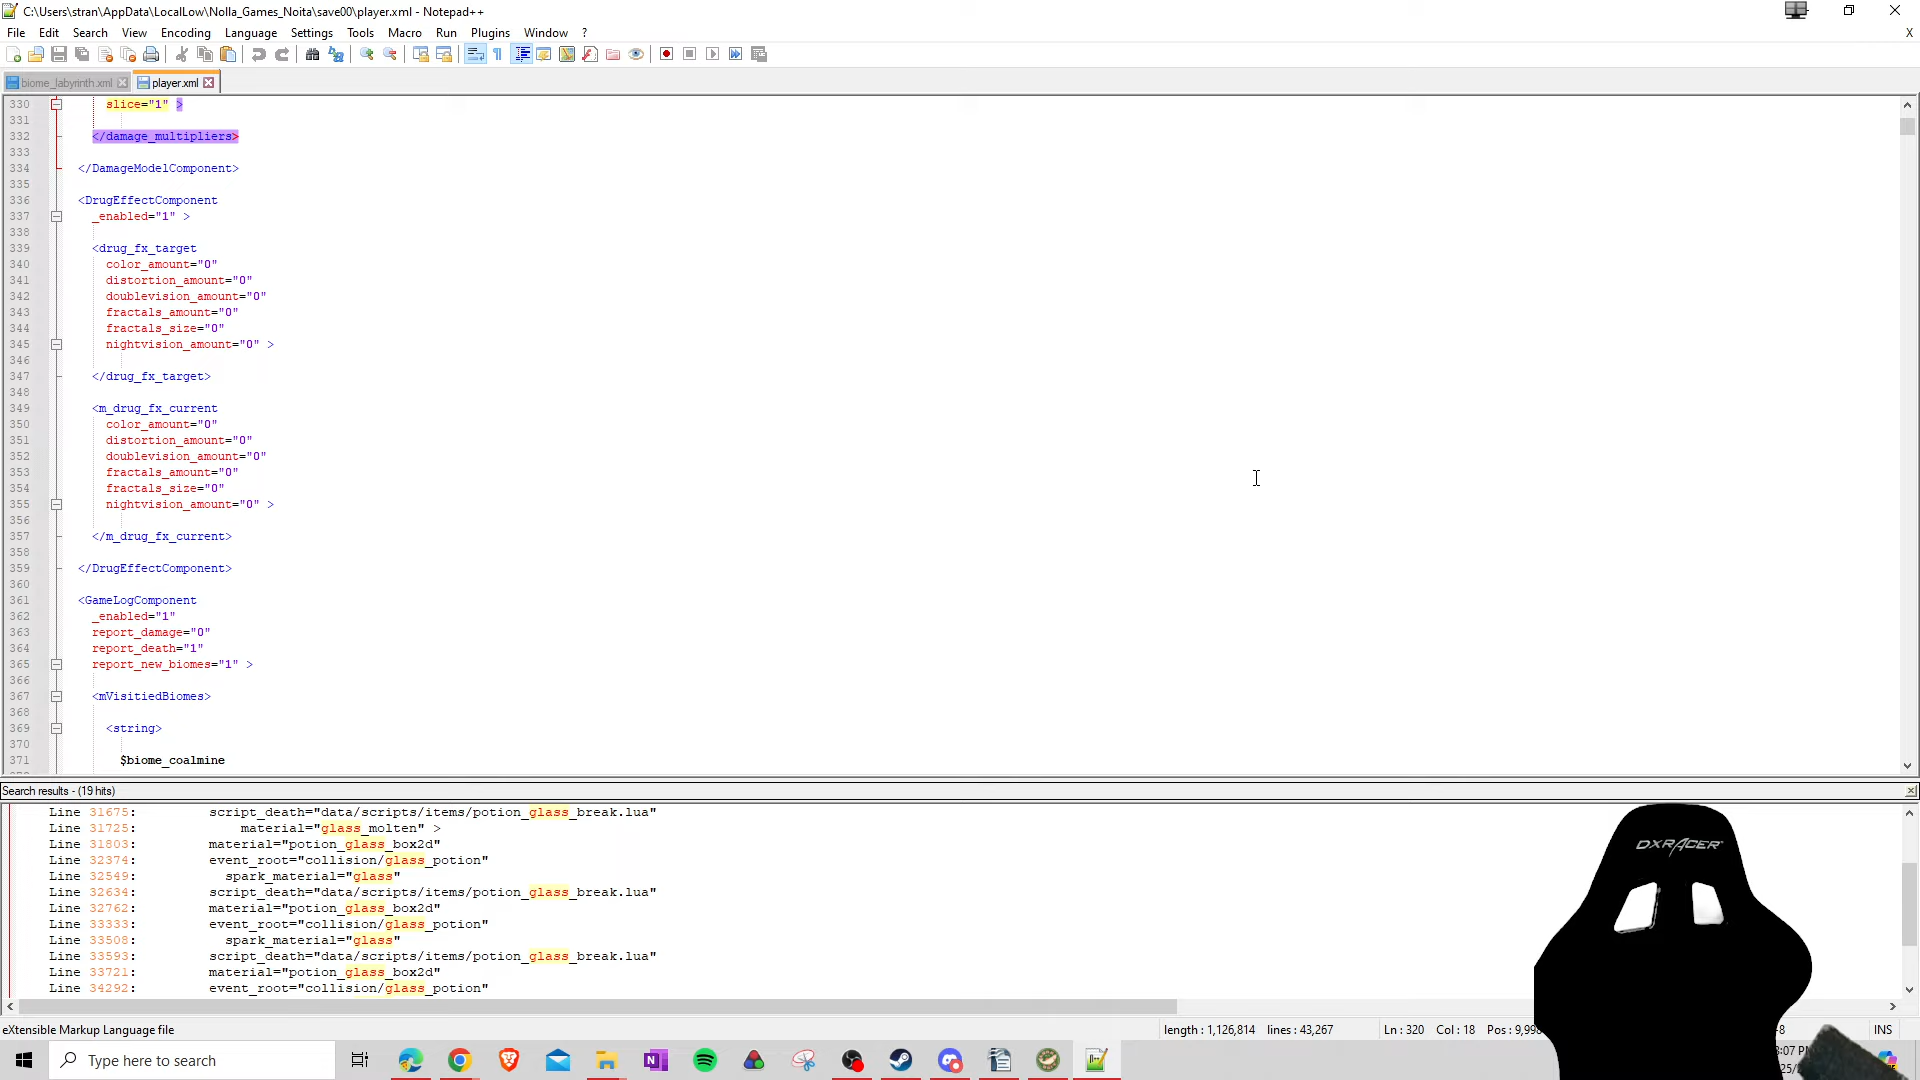 C:\Users\stran\AppData\LocalLow\Nolla_Games_Noita\save00\player.xml - Notepad++
File Edit Search View Encoding Language Settings Tools Macro Run Plugins Window ? X
biome_labyrinth.xml player.xml
330 slice="1" >
331
332 </damage_multipliers>
333
334 </DamageModelComponent>
335
336 <DrugEffectComponent
337 _enabled="1" >
338
339 <drug_fx_target
340 color_amount="0"
341 distortion_amount="0"
342 doublevision_amount="0"
343 fractals_amount="0"
344 fractals_size="0"
345 nightvision_amount="0" >
346
347 </drug_fx_target>
348
349 <m_drug_fx_current
350 color_amount="0"
351 distortion_amount="0"
352 doublevision_amount="0"
353 fractals_amount="0"
354 fractals_size="0"
355 nightvision_amount="0" >
356
357 </m_drug_fx_current>
358
359 </DrugEffectComponent>
360
361 <GameLogComponent
362 _enabled="1"
363 report_damage="0"
364 report_death="1"
365 report_new_biomes="1" >
366
367 <mVisitiedBiomes>
368
369 <string>
370
371 $biome_coalmine
Search results - (19 hits)
Line 31675: script_death="data/scripts/items/potion_glass_break.lua"
Line 31725: material="glass_molten" >
Line 31803: material="potion_glass_box2d"
Line 32374: event_root="collision/glass_potion"
Line 32549: spark_material="glass"
Line 32634: script_death="data/scripts/items/potion_glass_break.lua"
Line 32762: material="potion_glass_box2d"
Line 33333: event_root="collision/glass_potion"
Line 33508: spark_material="glass"
Line 33593: script_death="data/scripts/items/potion_glass_break.lua"
Line 33721: material="potion_glass_box2d"
Line 34292: event_root="collision/glass_potion"
DXRACER
eXtensible Markup Language file length : 1,126,814 lines : 43,267 Ln : 320 Col : 18 Pos : 9,99 INS
Type here to search